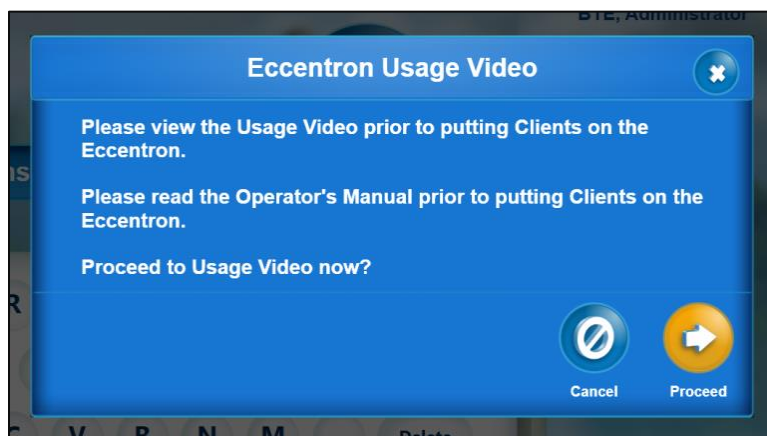 BTE, Administrator
Eccentron Usage Video
Please view the Usage Video prior to putting Clients on the
Eccentron.
Please read the Operator's Manual prior to putting Clients on the
Eccentron.
Proceed to Usage Video now?
R
Cancel
Proceed
C V B N M Delete